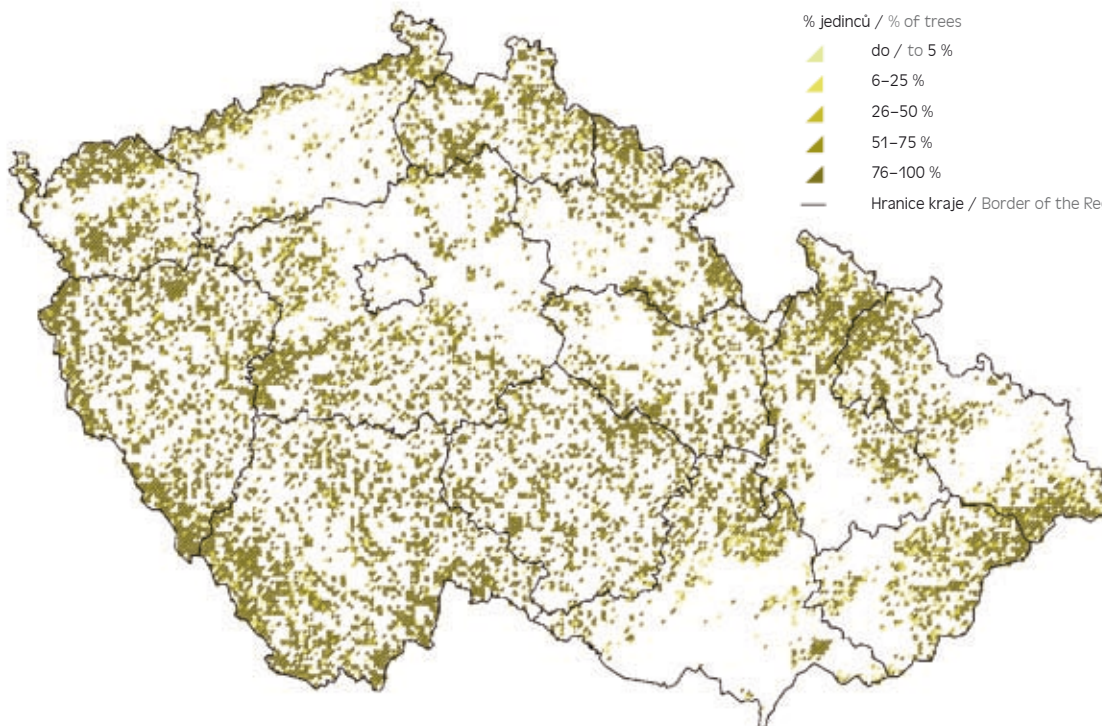 % jedinců / % of trees
do / to 5 %
6–25 %
26–50 %
51–75 %
76–100 %
Hranice kraje / Border of the Re